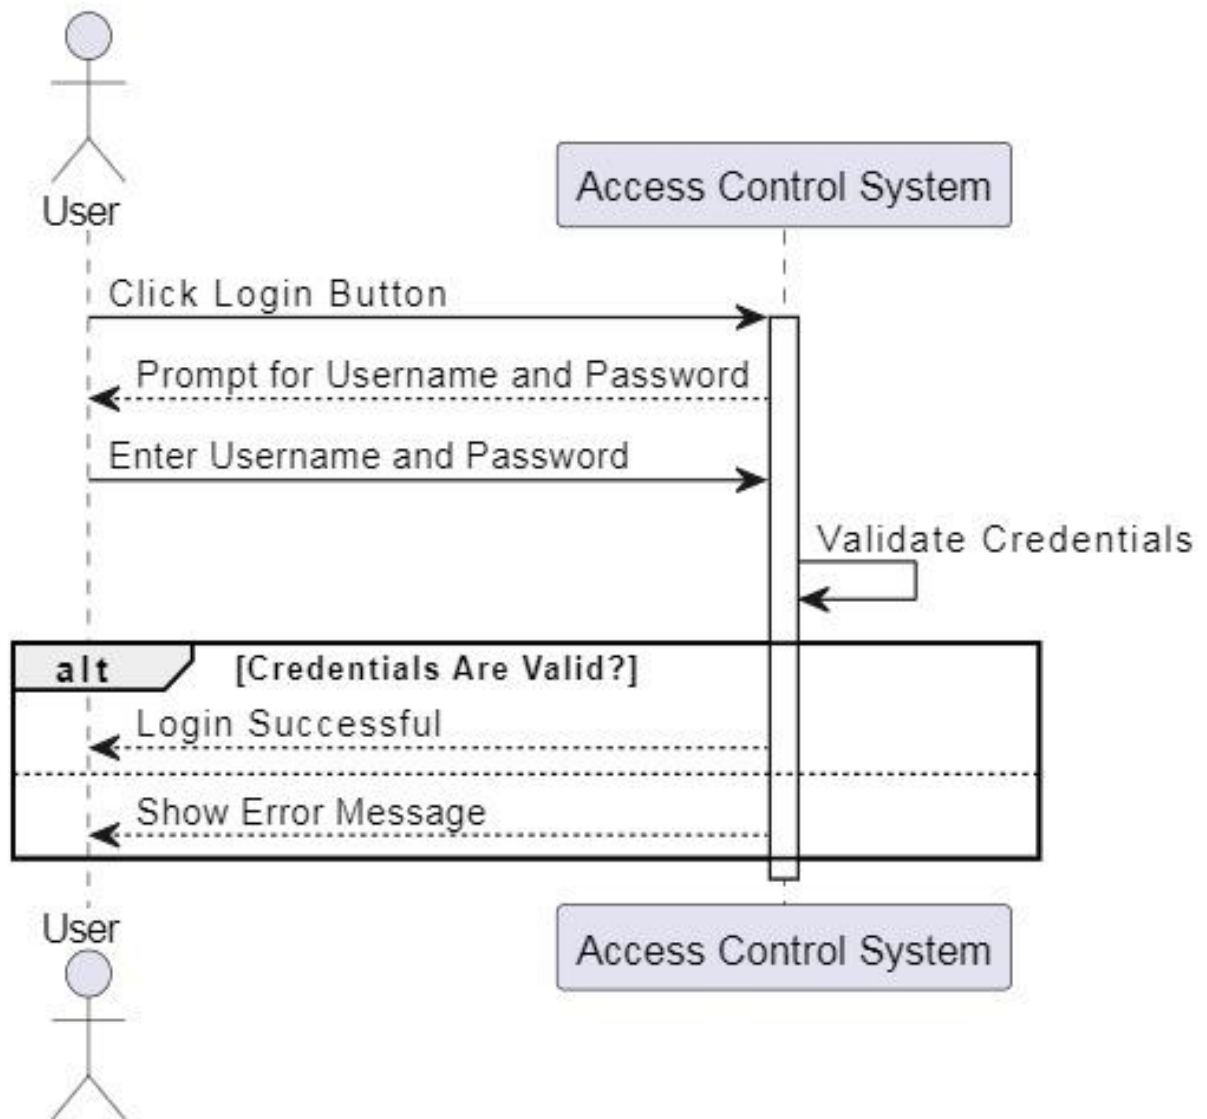 User
Access Control System
Click Login Button
Prompt for Username and Password
Enter Username and Password
Validate Credentials
alt [Credentials Are Valid?]
Login Successful
Show Error Message
User
Access Control System